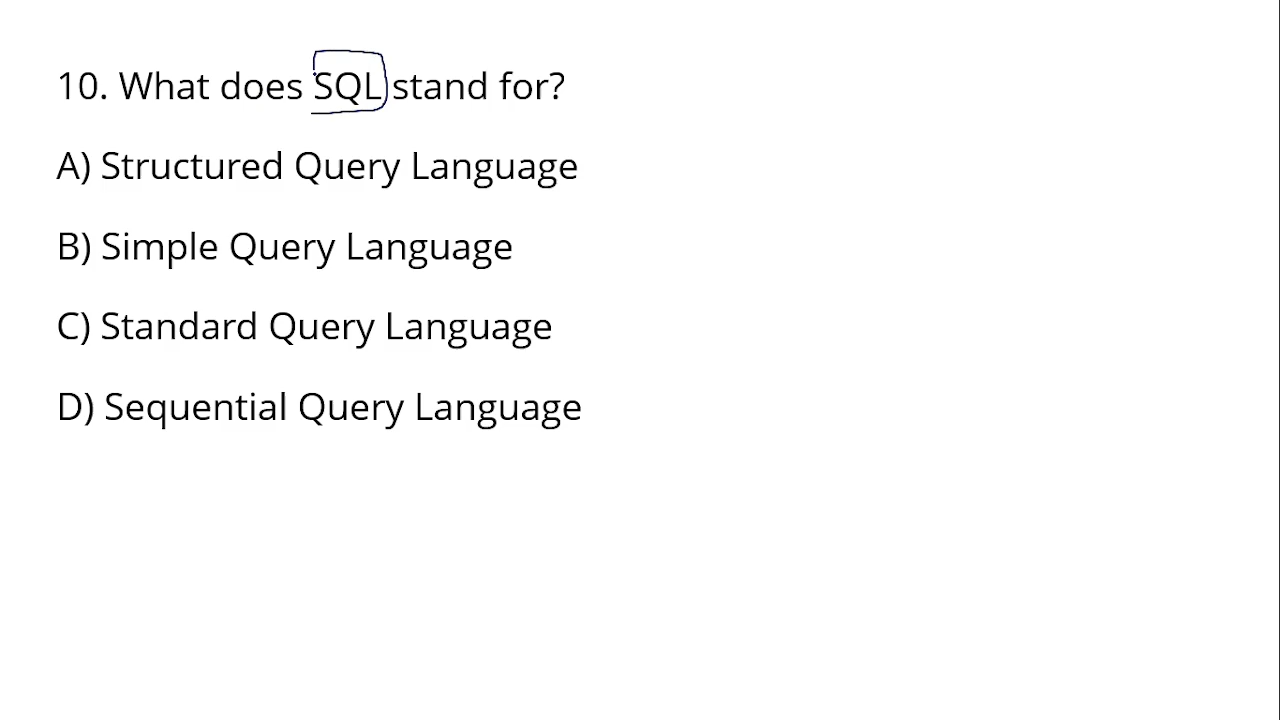 10. What does SQL stand for?
A) Structured Query Language
B) Simple Query Language
C) Standard Query Language
D) Sequential Query Language